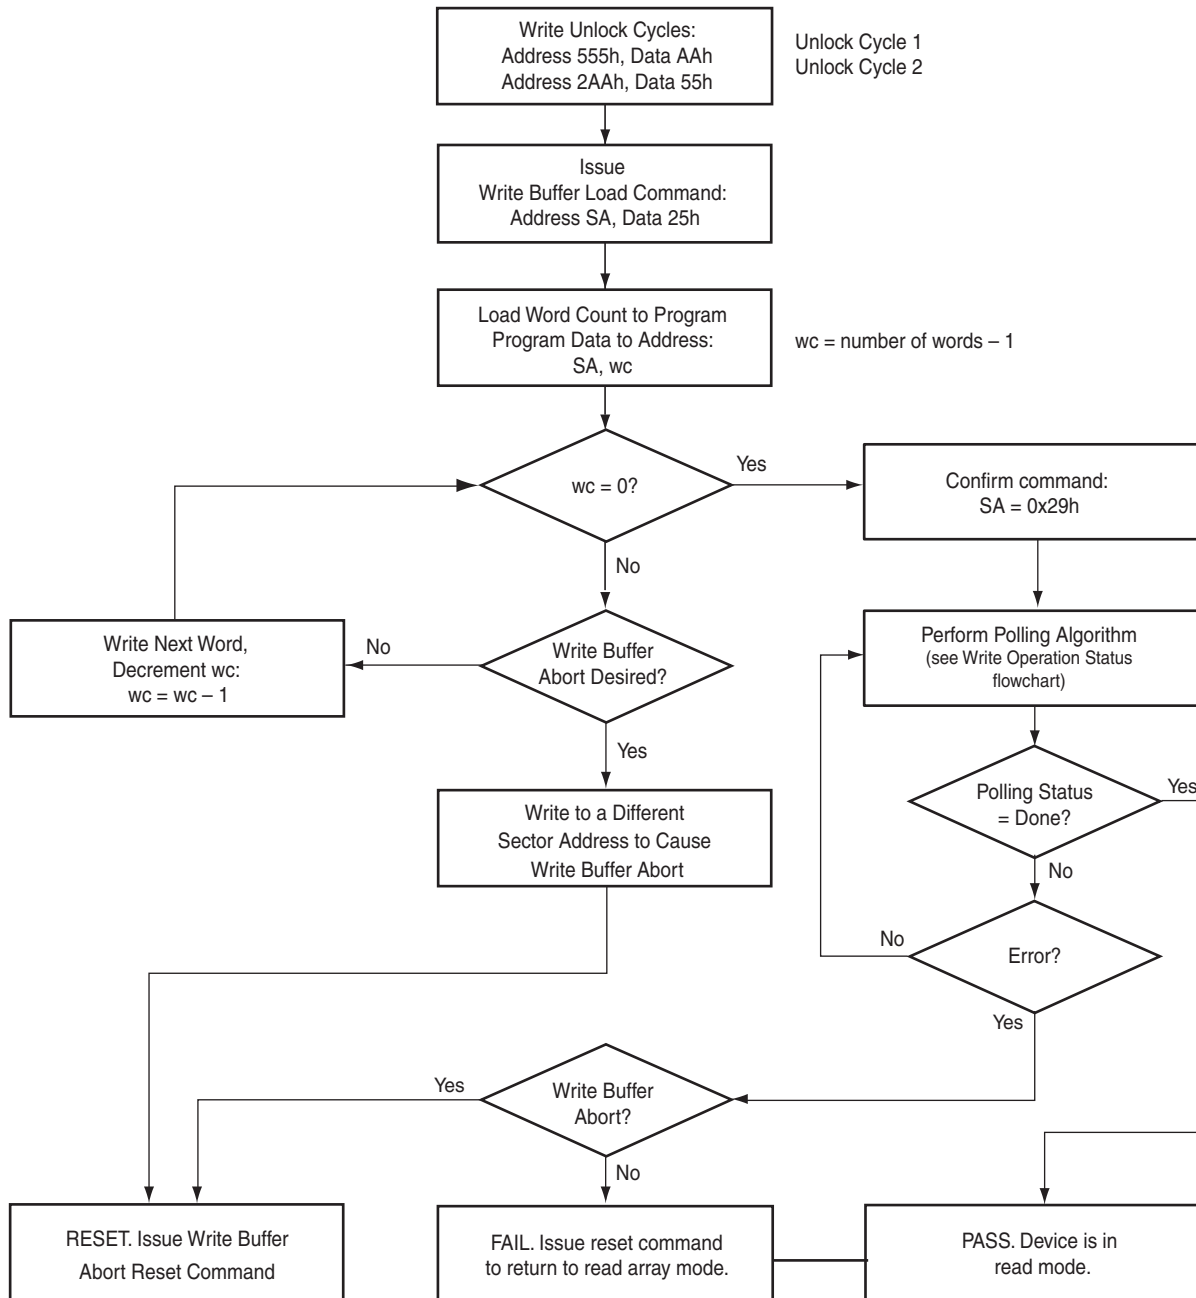 Write Unlock Cycles:
Address 555h, Data AAh
Address 2AAh, Data 55h
Unlock Cycle 1
Unlock Cycle 2
Issue
Write Buffer Load Command:
Address SA, Data 25h
Load Word Count to Program
Program Data to Address:
SA, wc
wc = number of words – 1
wc = 0?
Yes
Confirm command:
SA = 0x29h
No
Write Next Word,
Decrement wc:
wc = wc – 1
No
Write Buffer
Abort Desired?
Perform Polling Algorithm
(see Write Operation Status
flowchart)
Yes
Polling Status
= Done?
Yes
Write to a Different
Sector Address to Cause
Write Buffer Abort
No
No
Error?
Yes
Yes
Write Buffer
Abort?
No
RESET. Issue Write Buffer
Abort Reset Command
FAIL. Issue reset command
to return to read array mode.
PASS. Device is in
read mode.